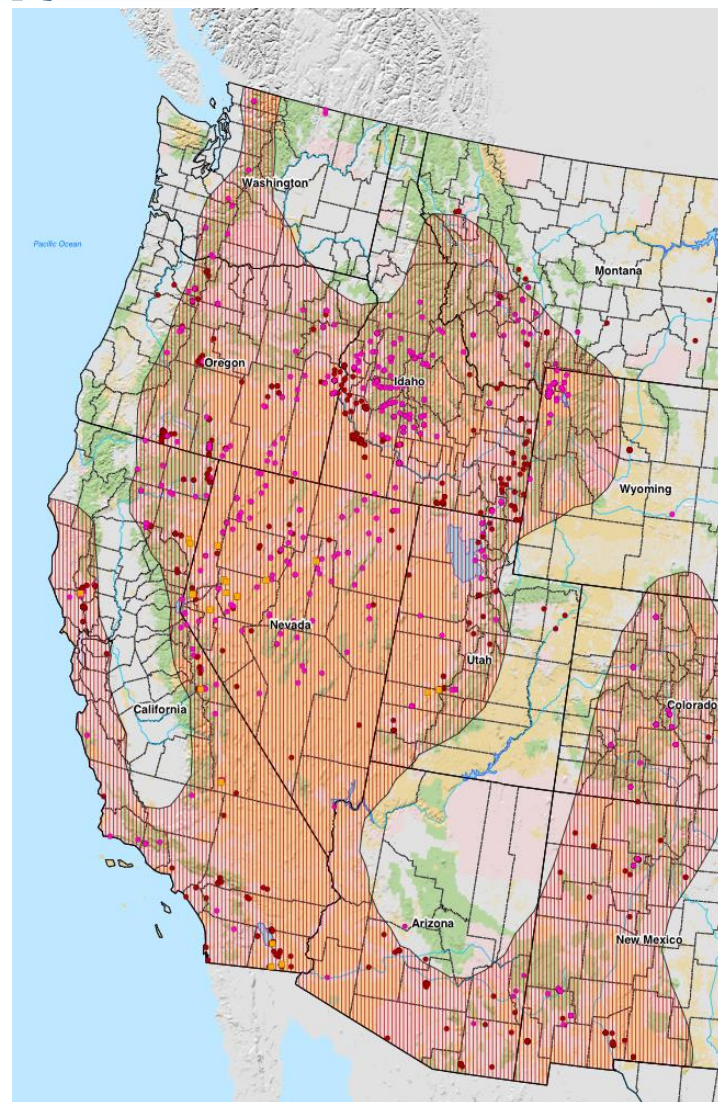 Washington
Pacific Ocean
Montana
Oregon
Idaho
Wyoming
Nevada
Utah
California
Colorado
Arizona
New Mexico